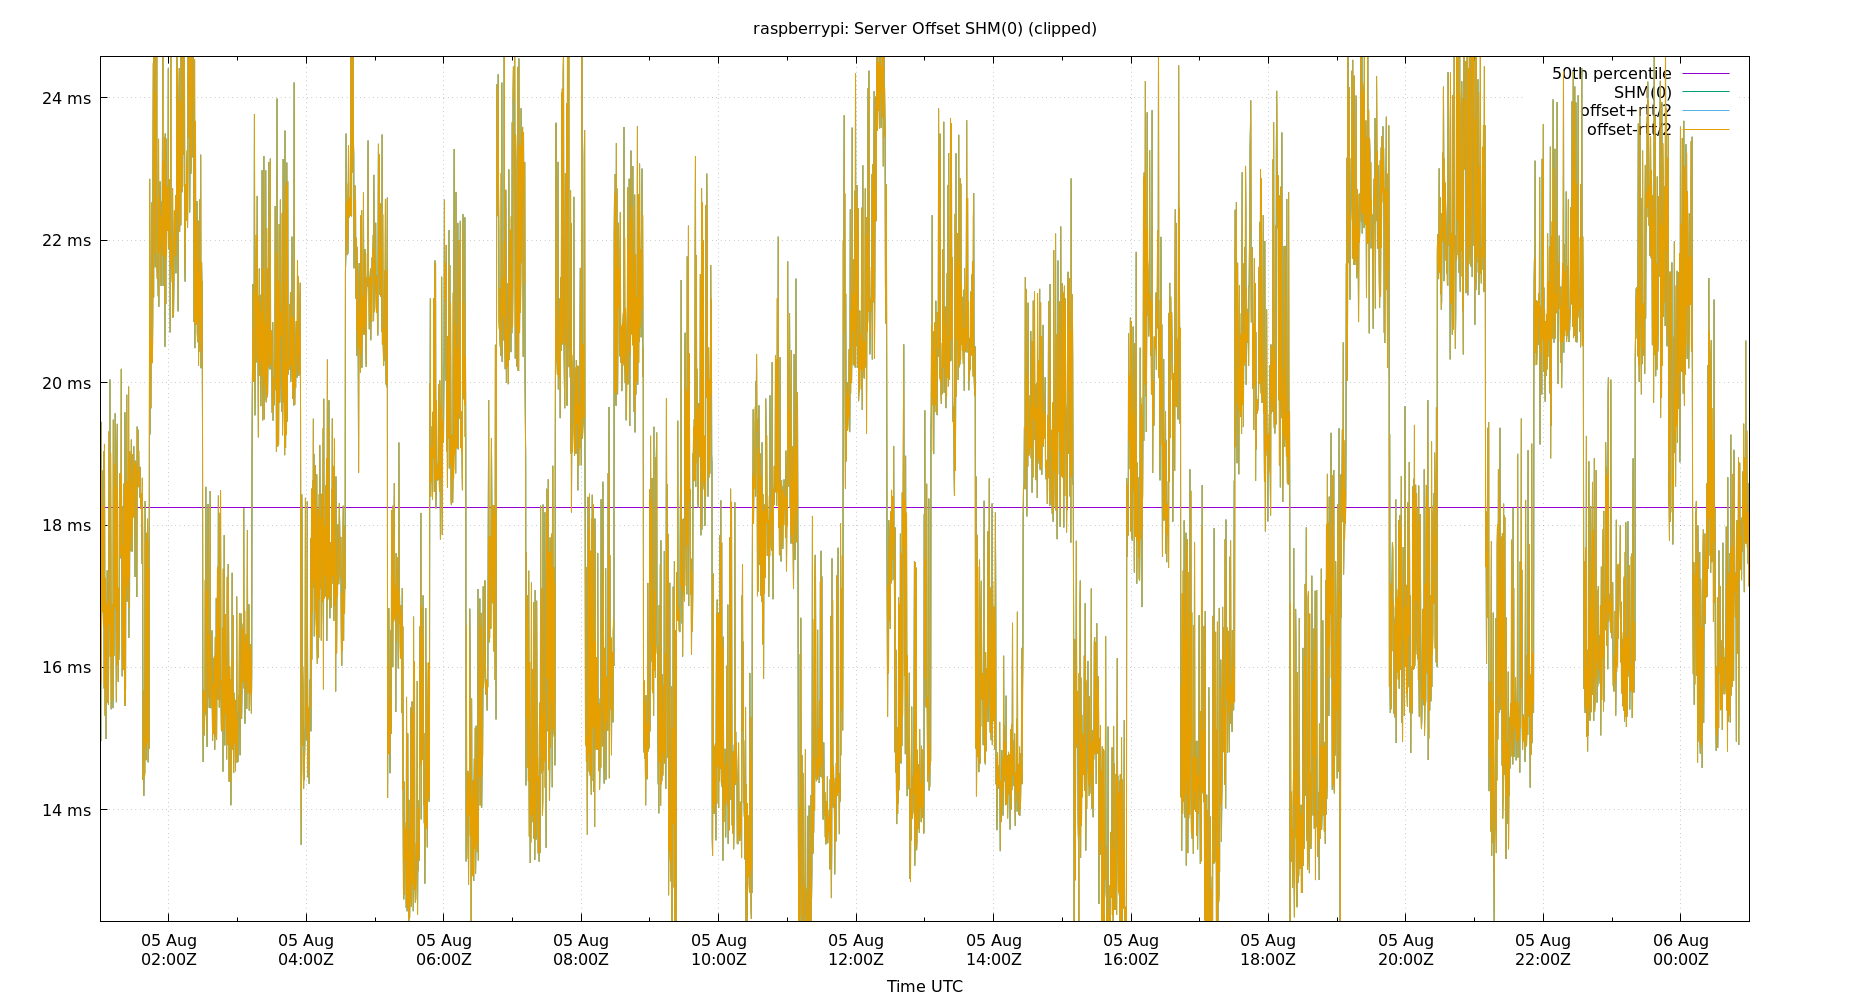 raspberrypi: Server Offset SHM(0) (clipped)
50th percentile
SHM(0)
offset+rtt/2
offset-rtt/2
24 ms
22 ms
20 ms
18 ms
16 ms
14 ms
05 Aug 05 Aug 05 Aug 05 Aug 05 Aug 05 Aug 05 Aug 05 Aug 05 Aug 05 Aug 05 Aug 06 Aug
02:00Z 04:00Z 06:00Z 08:00Z 10:00Z 12:00Z 14:00Z 16:00Z 18:00Z 20:00Z 22:00Z 00:00Z
Time UTC